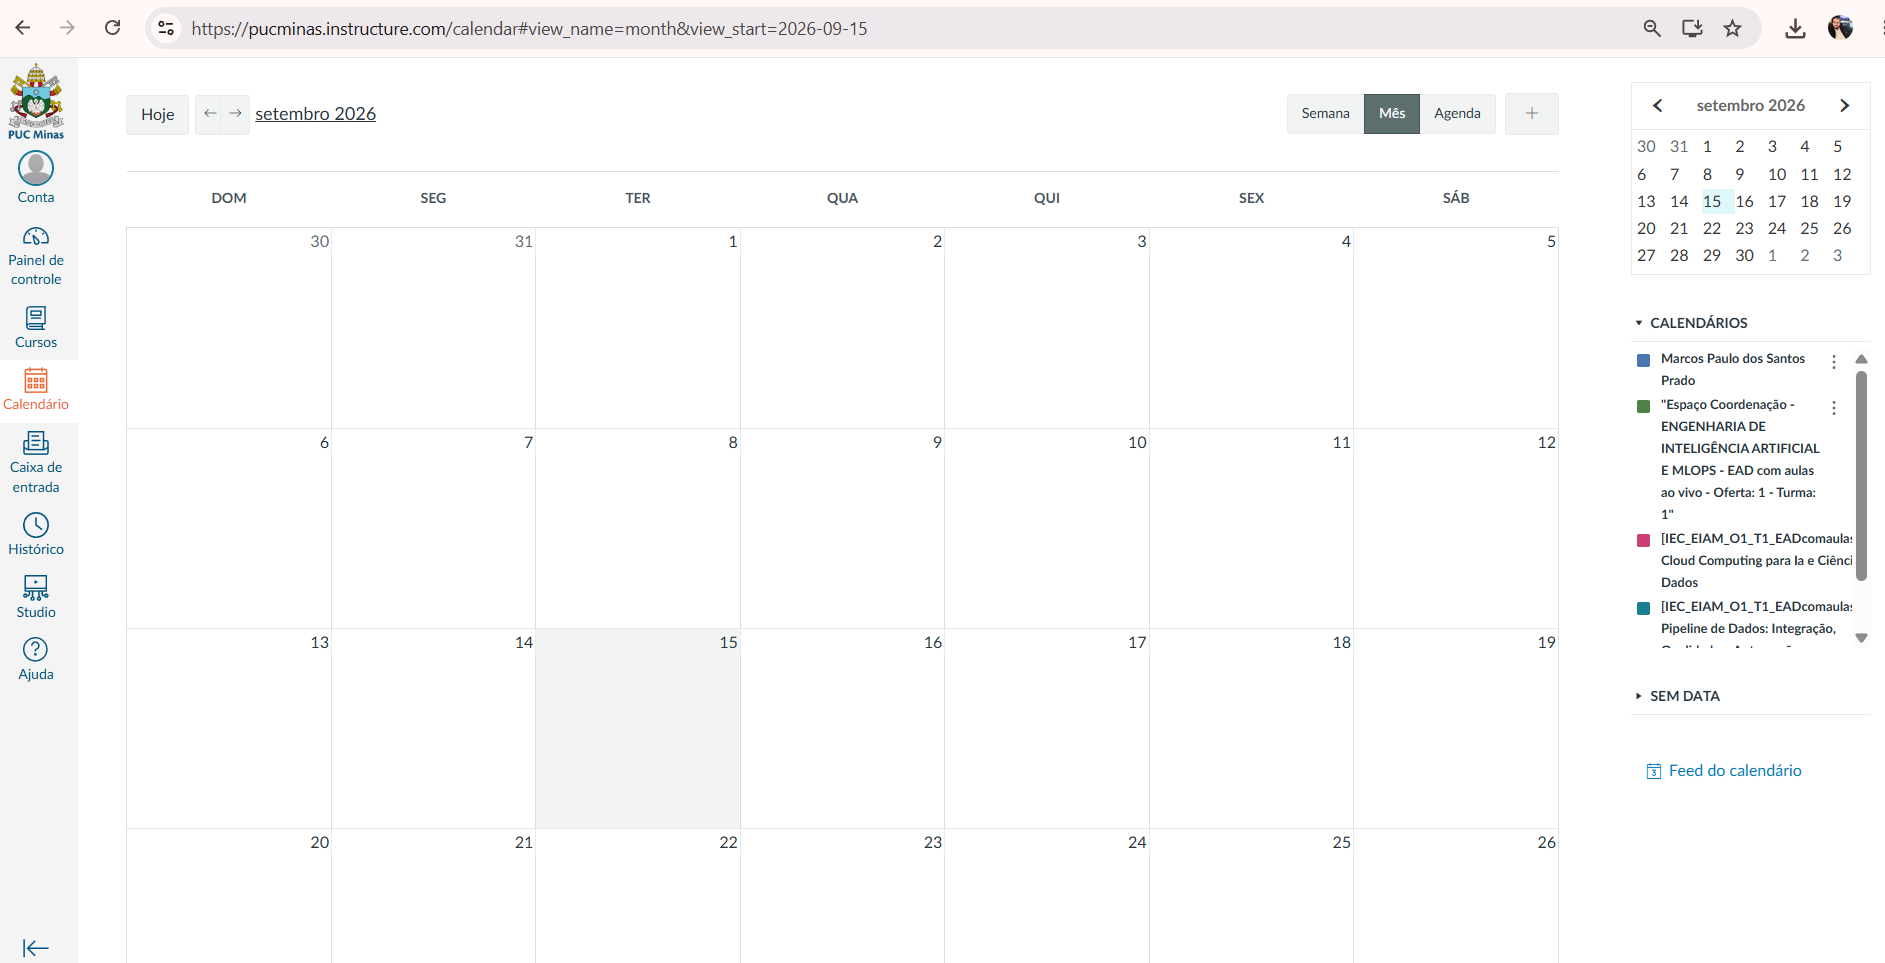 https://pucminas.instructure.com/calendar#view_name=month&view_start=2026-09-15
PUC Minas
Conta
Painel de
controle
Cursos
Calendário
Caixa de
entrada
Histórico
Studio
Ajuda
Hoje
setembro 2026
Semana Mês Agenda
DOM SEG TER QUA QUI SEX SÁB
30 31 1 2 3 4 5
6 7 8 9 10 11 12
13 14 15 16 17 18 19
20 21 22 23 24 25 26
setembro 2026
30 31 1 2 3 4 5
6 7 8 9 10 11 12
13 14 15 16 17 18 19
20 21 22 23 24 25 26
27 28 29 30 1 2 3
CALENDÁRIOS
Marcos Paulo dos Santos
Prado
"Espaço Coordenação -
ENGENHARIA DE
INTELIGÊNCIA ARTIFICIAL
E MLOPS - EAD com aulas
ao vivo - Oferta: 1 - Turma:
1"
[IEC_EIAM_O1_T1_EADcomaulas
Cloud Computing para Ia e Ciênci
Dados
[IEC_EIAM_O1_T1_EADcomaulas
Pipeline de Dados: Integração,
SEM DATA
Feed do calendário